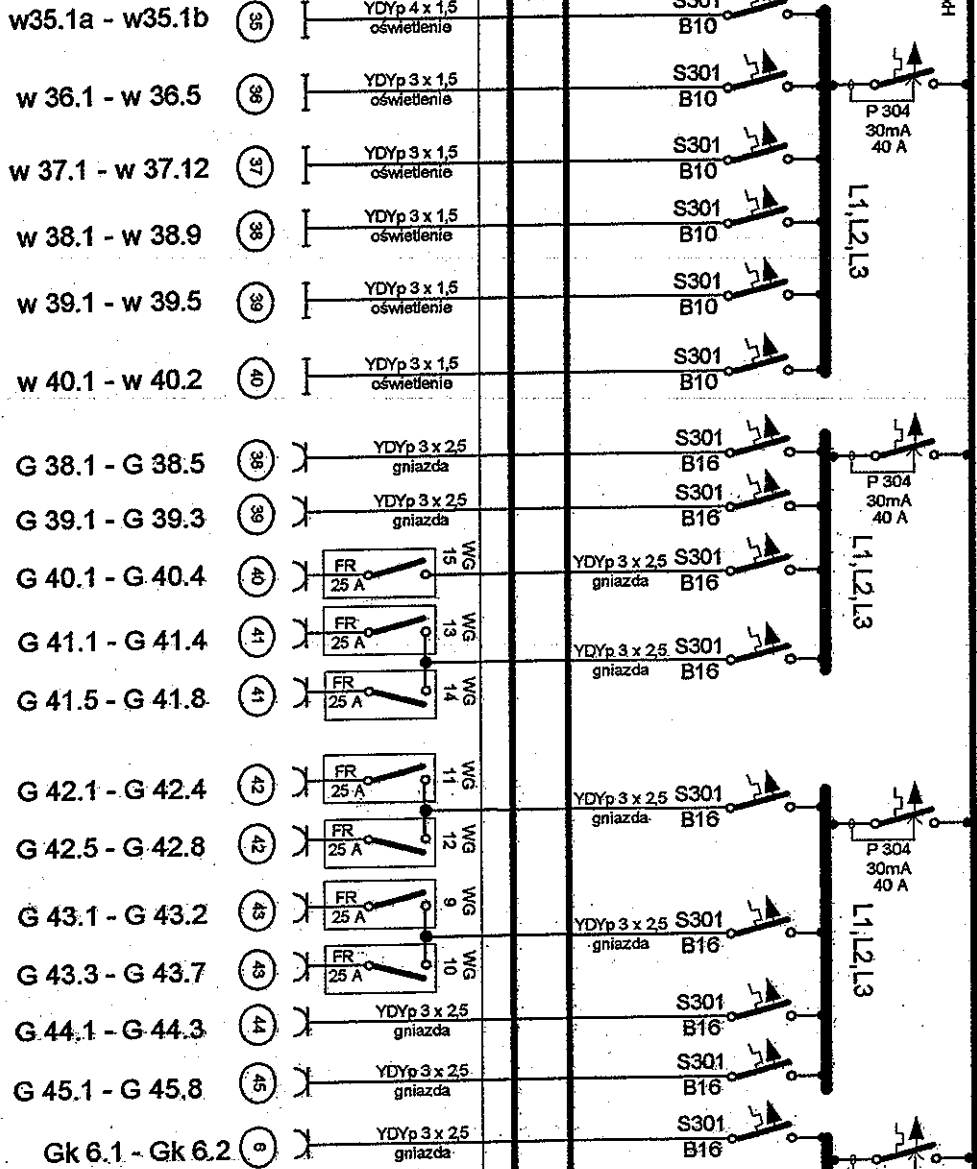 w35.1a - w35.1b 35 YDYp 4 x 1,5 S301
oświetlenie B10
w 36.1 - w 36.5 36 YDYp 3 x 1,5 S301
oświetlenie B10
P 304
30mA
40 A
w 37.1 - w 37.12 37 YDYp 3 x 1,5 S301
oświetlenie B10
w 38.1 - w 38.9 38 YDYp 3 x 1,5 S301
oświetlenie B10
L1,L2,L3
w 39.1 - w 39.5 39 YDYp 3 x 1,5 S301
oświetlenie B10
w 40.1 - w 40.2 40 YDYp 3 x 1,5 S301
oświetlenie B10
G 38.1 - G 38.5 38 YDYp 3 x 2,5 S301
gniazda B16
P 304
30mA
40 A
G 39.1 - G 39.3 39 YDYp 3 x 2,5 S301
gniazda B16
L1,L2,L3
G 40.1 - G 40.4 40 FR 15 WG YDYp 3 x 2,5 S301
25 A gniazda B16
G 41.1 - G 41.4 41 FR 13 WG YDYp 3 x 2,5 S301
25 A gniazda B16
G 41.5 - G 41.8 41 FR 14 WG
25 A
G 42.1 - G 42.4 42 FR 11 WG YDYp 3 x 2,5 S301
25 A gniazda B16
G 42.5 - G 42.8 42 FR 12 WG
25 A
P 304
30mA
40 A
G 43.1 - G 43.2 43 FR 9 WG YDYp 3 x 2,5 S301
25 A gniazda B16
L1,L2,L3
G 43.3 - G 43.7 43 FR 10 WG
25 A
G 44.1 - G 44.3 44 YDYp 3 x 2,5 S301
gniazda B16
G 45.1 - G 45,8 45 YDYp 3 x 2,5 S301
gniazda B16
Gk 6.1 - Gk 6.2 6 YDYp 3 x 2,5 S301
gniazda B16